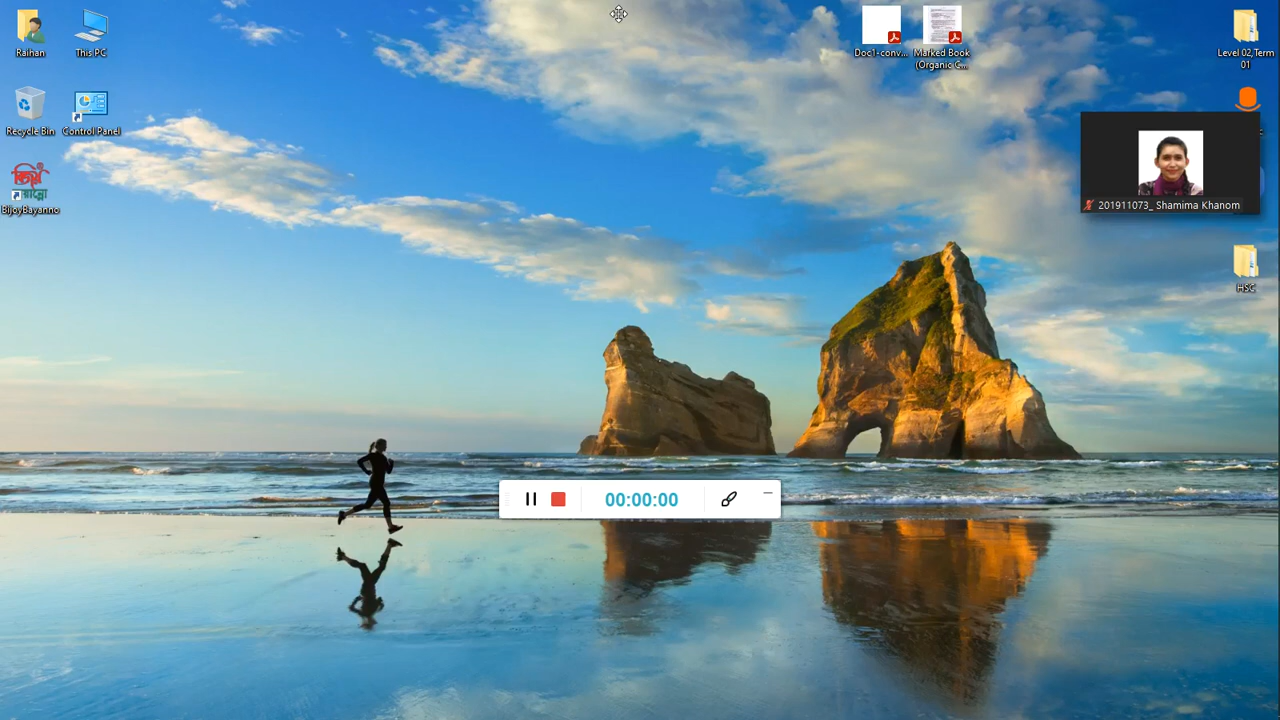 Raihan
This PC
Doc1-conv...
Marked Book
(Organic C...
Level 02,Term
01
Recycle Bin
Control Panel
BijoyBayanno
201911073_ Shamima Khanom
HSC
00:00:00